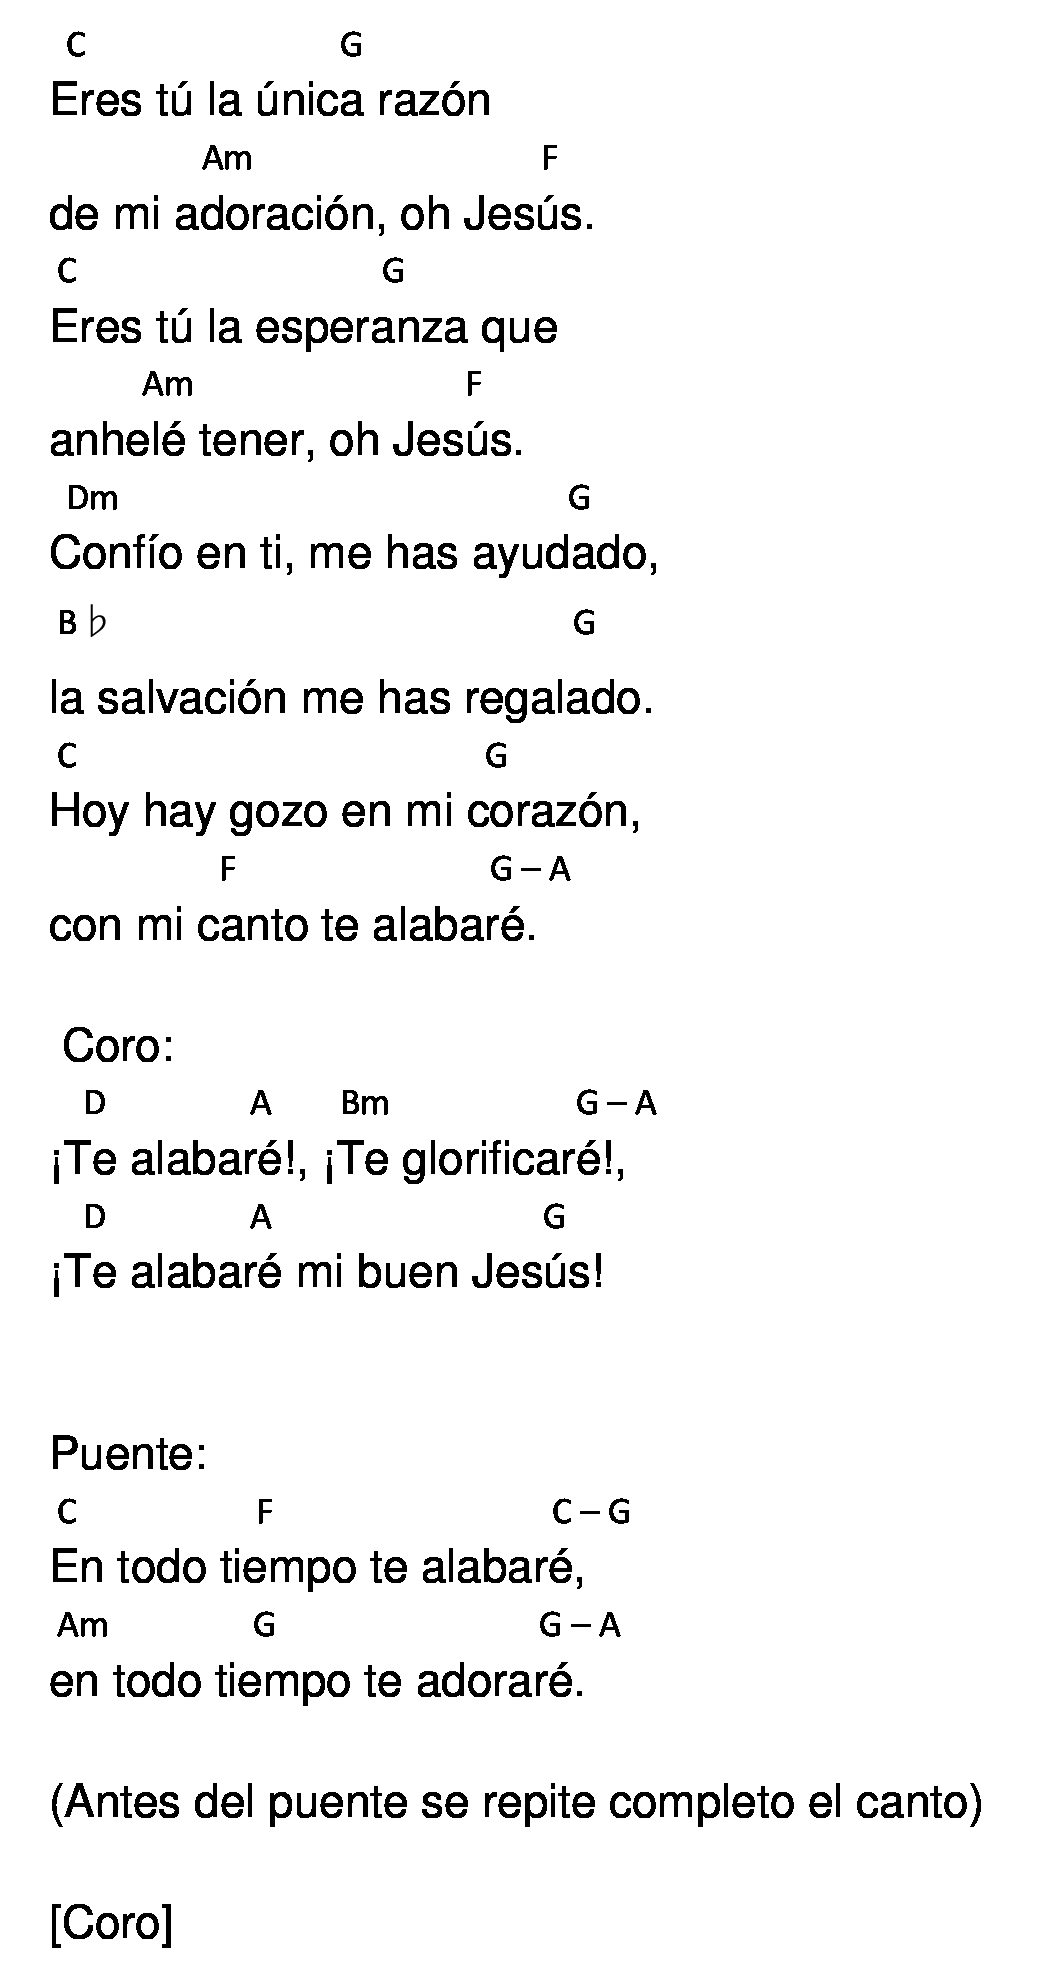 C G
Eres tú la única razón
Am F
de mi adoración, oh Jesús.
C G
Eres tú la esperanza que
Am F
anhelé tener, oh Jesús.
Dm G
Confío en ti, me has ayudado,
B♭ G
la salvación me has regalado.
C G
Hoy hay gozo en mi corazón,
F G – A
con mi canto te alabaré.
Coro:
D A Bm G – A
¡Te alabaré!, ¡Te glorificaré!,
D A G
¡Te alabaré mi buen Jesús!
Puente:
C F C – G
En todo tiempo te alabaré,
Am G G – A
en todo tiempo te adoraré.
(Antes del puente se repite completo el canto)
[Coro]